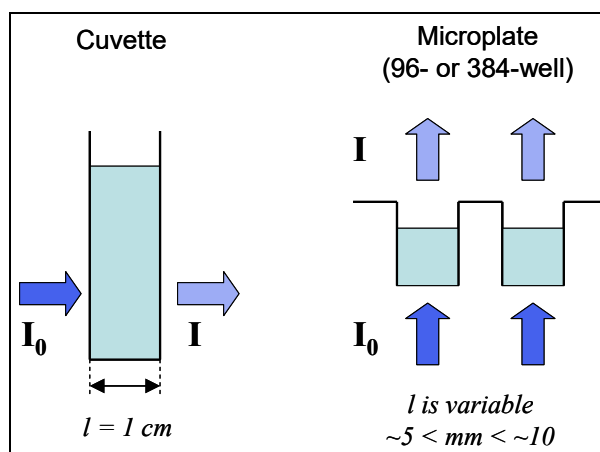 Cuvette
I₀
I
l = 1 cm
Microplate
(96- or 384-well)
I
I₀
l is variable
~5 < mm < ~10